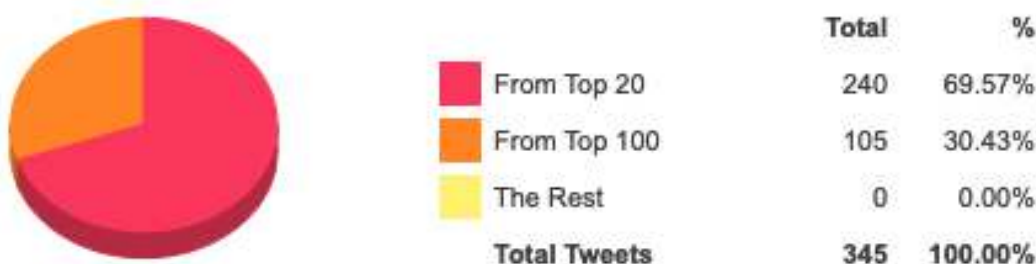 Total %
From Top 20 240 69.57%
From Top 100 105 30.43%
The Rest 0 0.00%
Total Tweets 345 100.00%